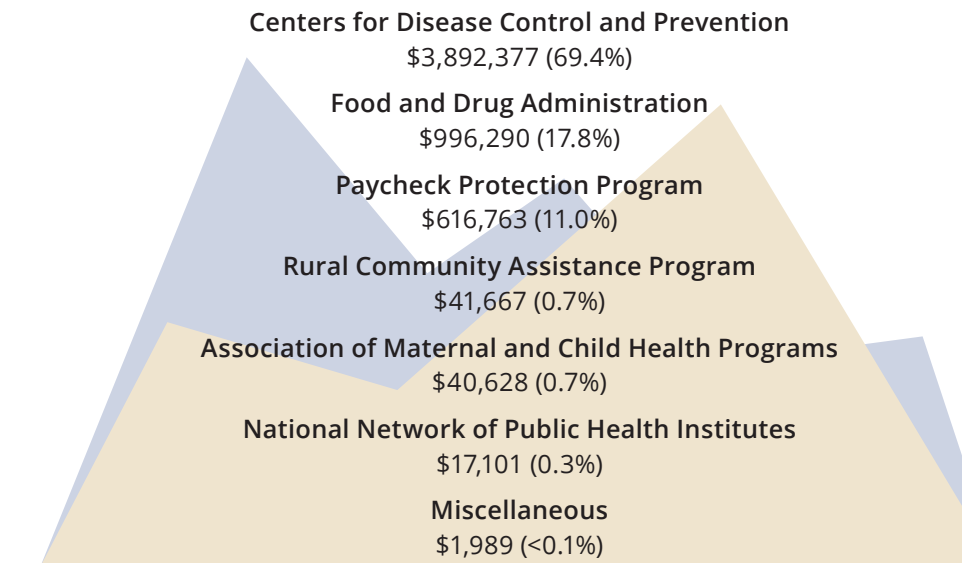 Centers for Disease Control and Prevention
$3,892,377 (69.4%)
Food and Drug Administration
$996,290 (17.8%)
Paycheck Protection Program
$616,763 (11.0%)
Rural Community Assistance Program
$41,667 (0.7%)
Association of Maternal and Child Health Programs
$40,628 (0.7%)
National Network of Public Health Institutes
$17,101 (0.3%)
Miscellaneous
$1,989 (<0.1%)